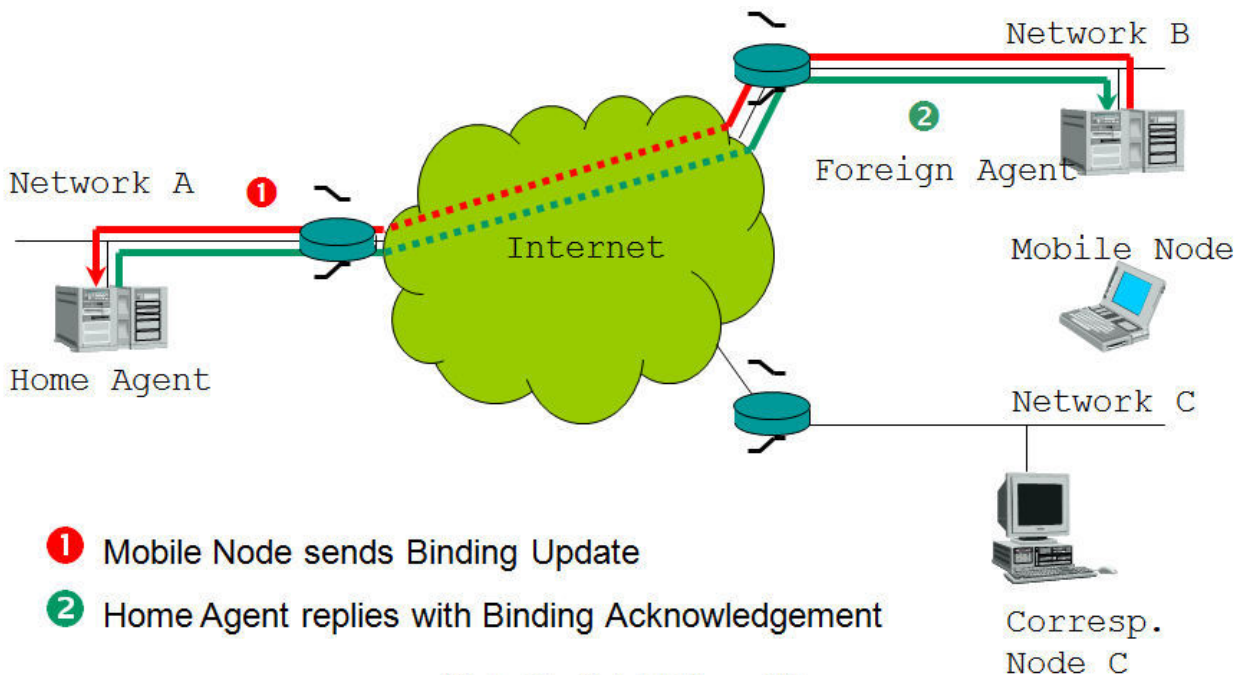 Network B
2
Foreign Agent
Network A
1
Internet
Mobile Node
Home Agent
Network C
1 Mobile Node sends Binding Update
2 Home Agent replies with Binding Acknowledgement
Corresp.
Node C